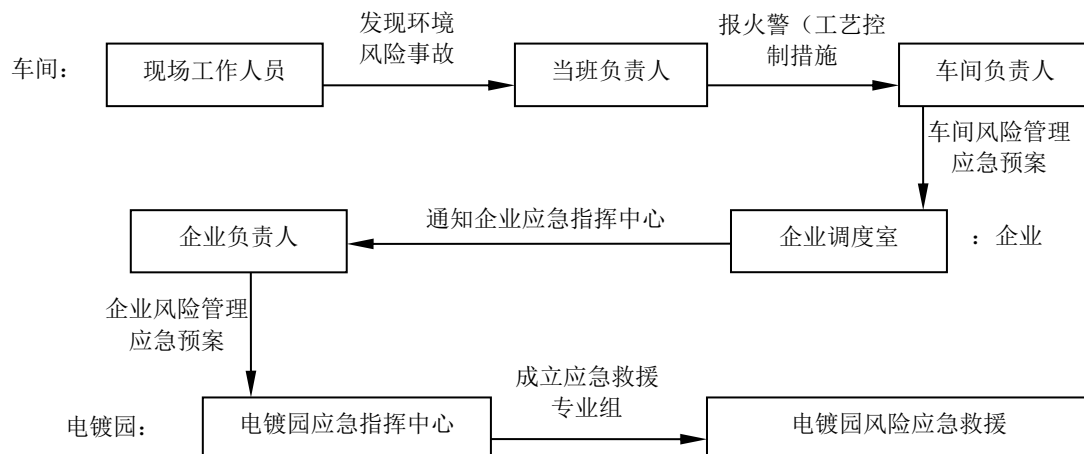 车间：
现场工作人员
发现环境
风险事故
当班负责人
报火警（工艺控
制措施
车间负责人
车间风险管理
应急预案
企业负责人
通知企业应急指挥中心
企业调度室
：企业
企业风险管理
应急预案
电镀园：
电镀园应急指挥中心
成立应急救援
专业组
电镀园风险应急救援